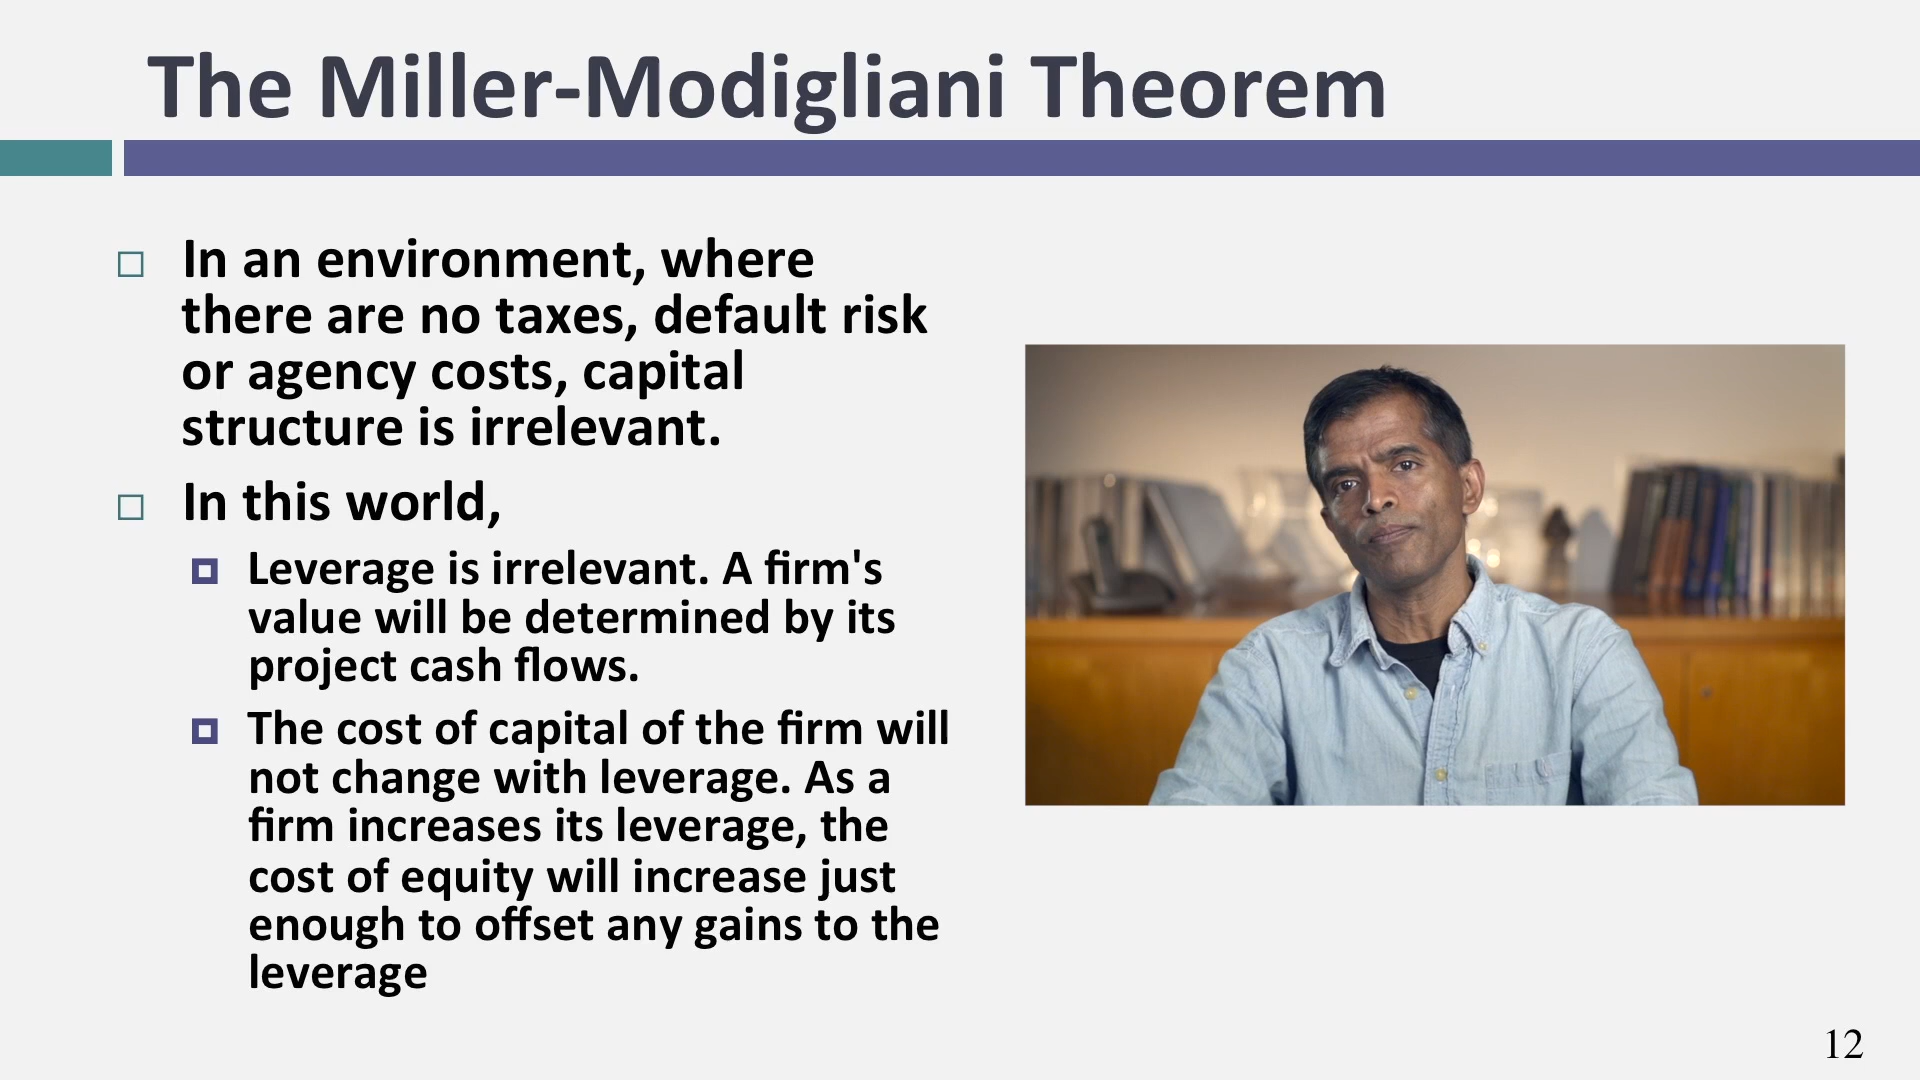 The Miller-Modigliani Theorem
In an environment, where
there are no taxes, default risk
or agency costs, capital
structure is irrelevant.
In this world,
Leverage is irrelevant. A firm's
value will be determined by its
project cash flows.
The cost of capital of the firm will
not change with leverage. As a
firm increases its leverage, the
cost of equity will increase just
enough to offset any gains to the
leverage
12